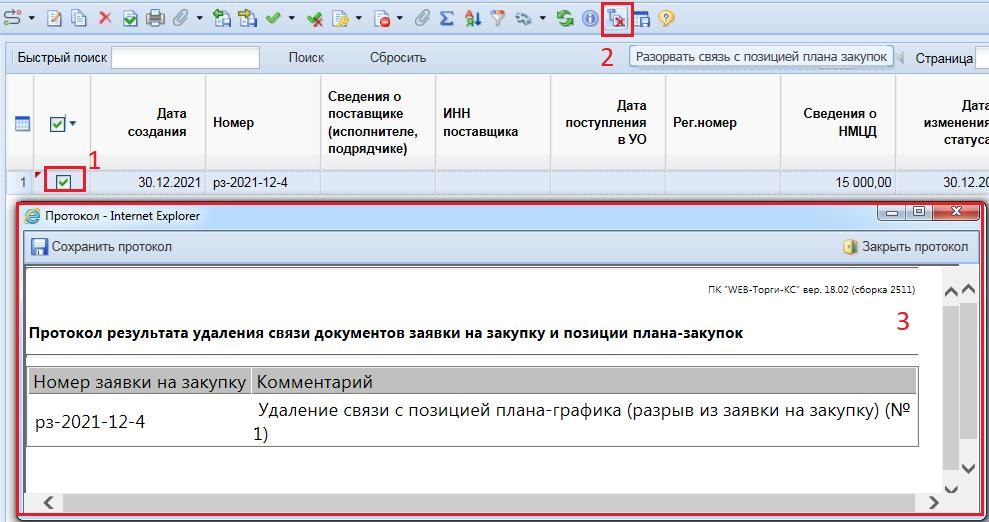 2
Быстрый поиск Поиск Сбросить Разорвать связь с позицией плана закупок Страница
Дата создания
Номер
Сведения о поставщике (исполнителе, подрядчике)
ИНН поставщика
Дата поступления в УО
Рег.номер
Сведения о НМЦД
Дата изменения статуса
1
1 30.12.2021 рз-2021-12-4 15 000,00 30.12.20
Протокол - Internet Explorer
Сохранить протокол Закрыть протокол
ПК "WEB-Торги-КС" вер. 18.02 (сборка 2511)
3
Протокол результата удаления связи документов заявки на закупку и позиции плана-закупок
Номер заявки на закупку Комментарий
рз-2021-12-4 Удаление связи с позицией плана-графика (разрыв из заявки на закупку) (№
1)